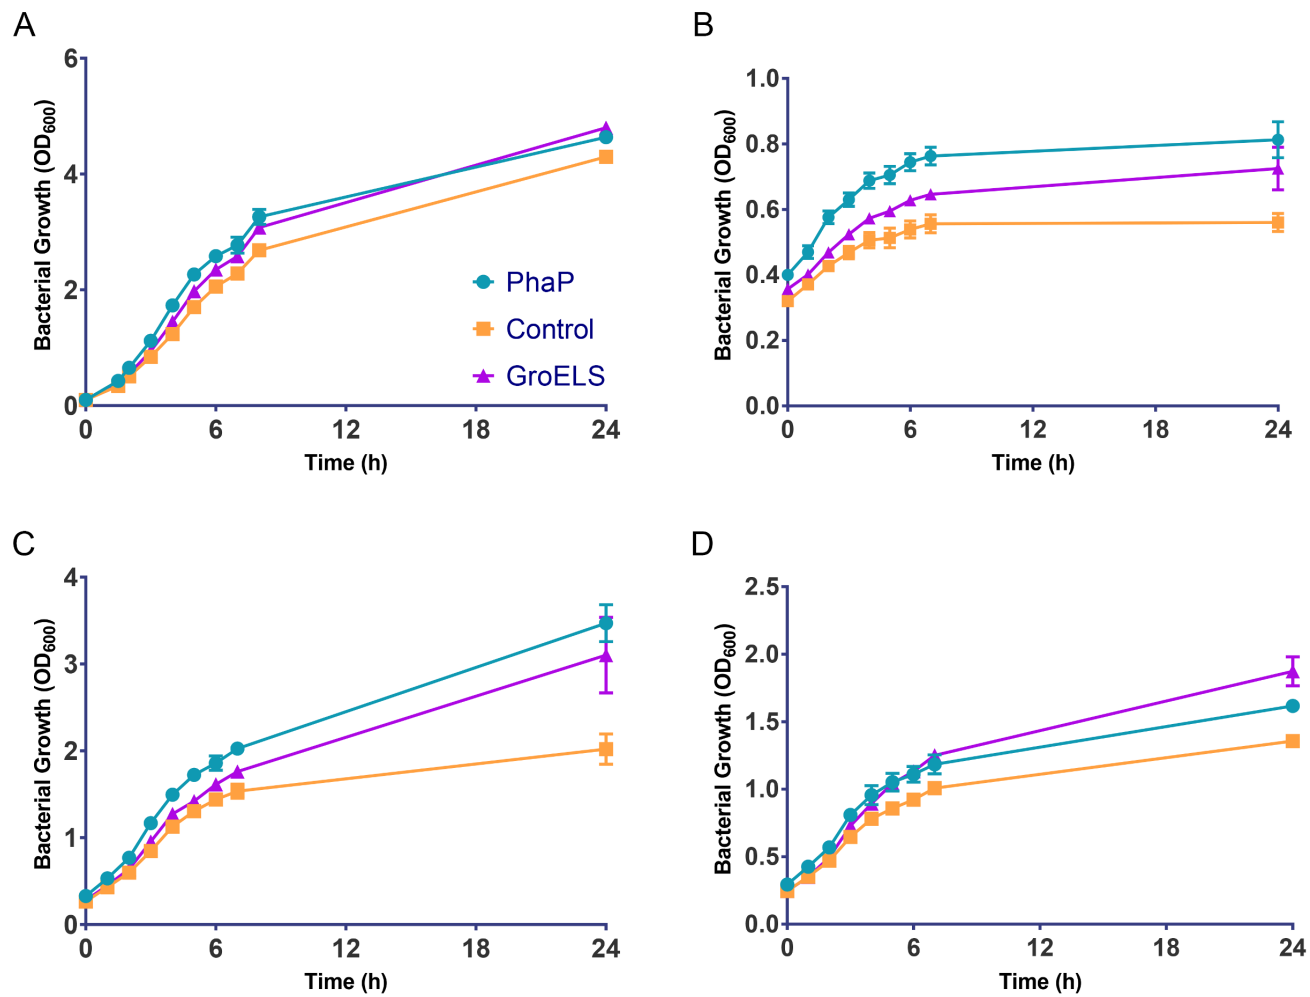 A
Bacterial Growth (OD600)
6
4
2
0
0 6 12 18 24
Time (h)
PhaP
Control
GroELS
B
Bacterial Growth (OD600)
1.0
0.8
0.6
0.4
0.2
0.0
0 6 12 18 24
Time (h)
C
Bacterial Growth (OD600)
4
3
2
1
0
0 6 12 18 24
Time (h)
D
Bacterial Growth (OD600)
2.5
2.0
1.5
1.0
0.5
0.0
0 6 12 18 24
Time (h)